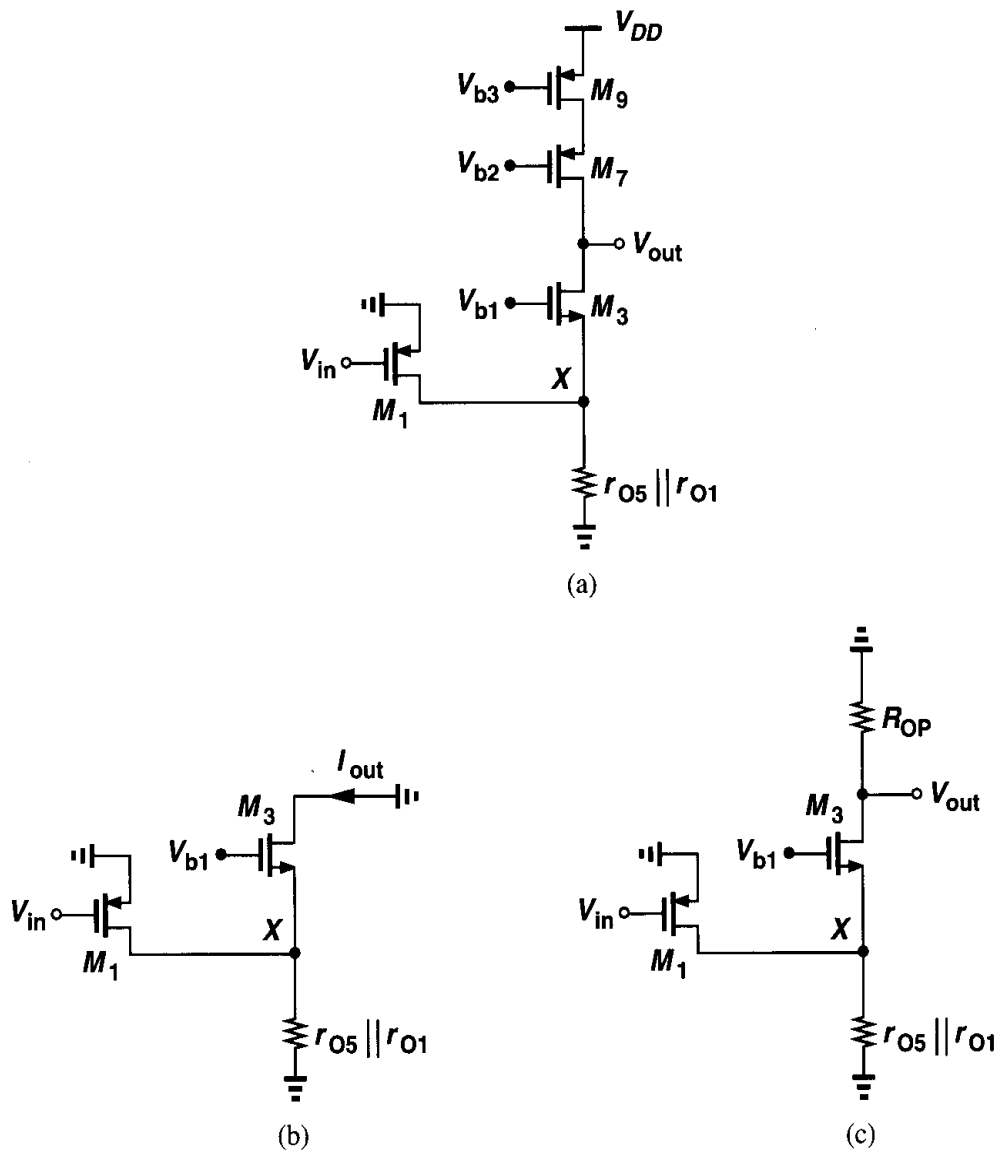 V_DD
V_b3
M_9
V_b2
M_7
V_out
V_b1
M_3
V_in
M_1
X
r_O5 || r_O1
(a)
I_out
M_3
V_b1
V_in
M_1
X
r_O5 || r_O1
(b)
R_OP
V_out
M_3
V_b1
V_in
M_1
X
r_O5 || r_O1
(c)